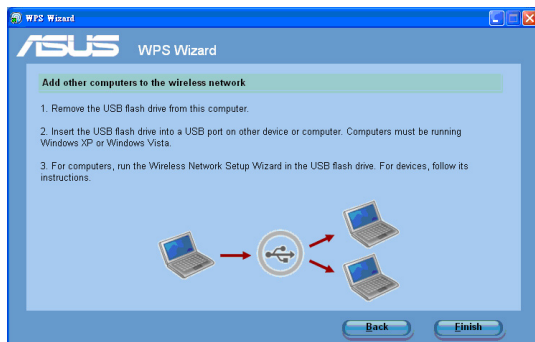 WPS Wizard
ASUS WPS Wizard
Add other computers to the wireless network
1. Remove the USB flash drive from this computer.
2. Insert the USB flash drive into a USB port on other device or computer. Computers must be running
Windows XP or Windows Vista.
3. For computers, run the Wireless Network Setup Wizard in the USB flash drive. For devices, follow its
instructions.
Back Finish